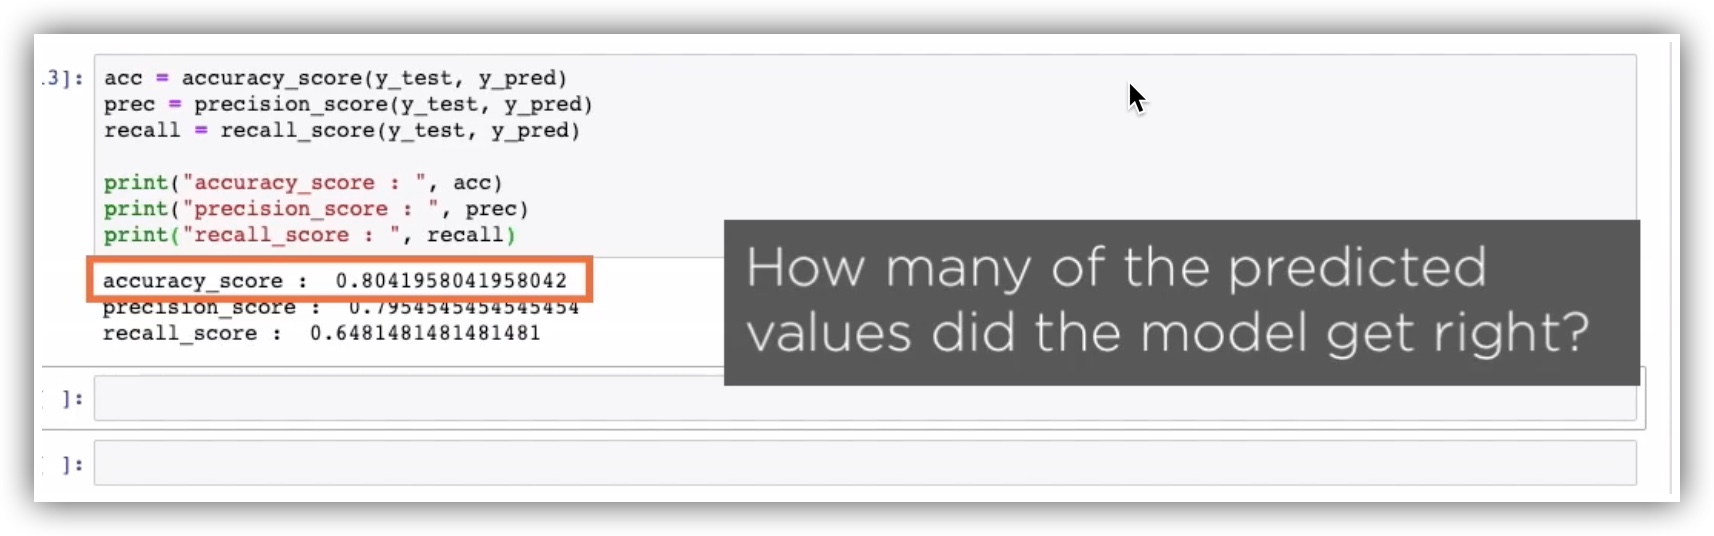 .3]:
acc = accuracy_score(y_test, y_pred)
prec = precision_score(y_test, y_pred)
recall = recall_score(y_test, y_pred)
print("accuracy_score : ", acc)
print("precision_score : ", prec)
print("recall_score : ", recall)
accuracy_score :  0.8041958041958042
precision_score :  0.7954545454545454
recall_score :  0.6481481481481481
How many of the predicted
values did the model get right?
]:
]: